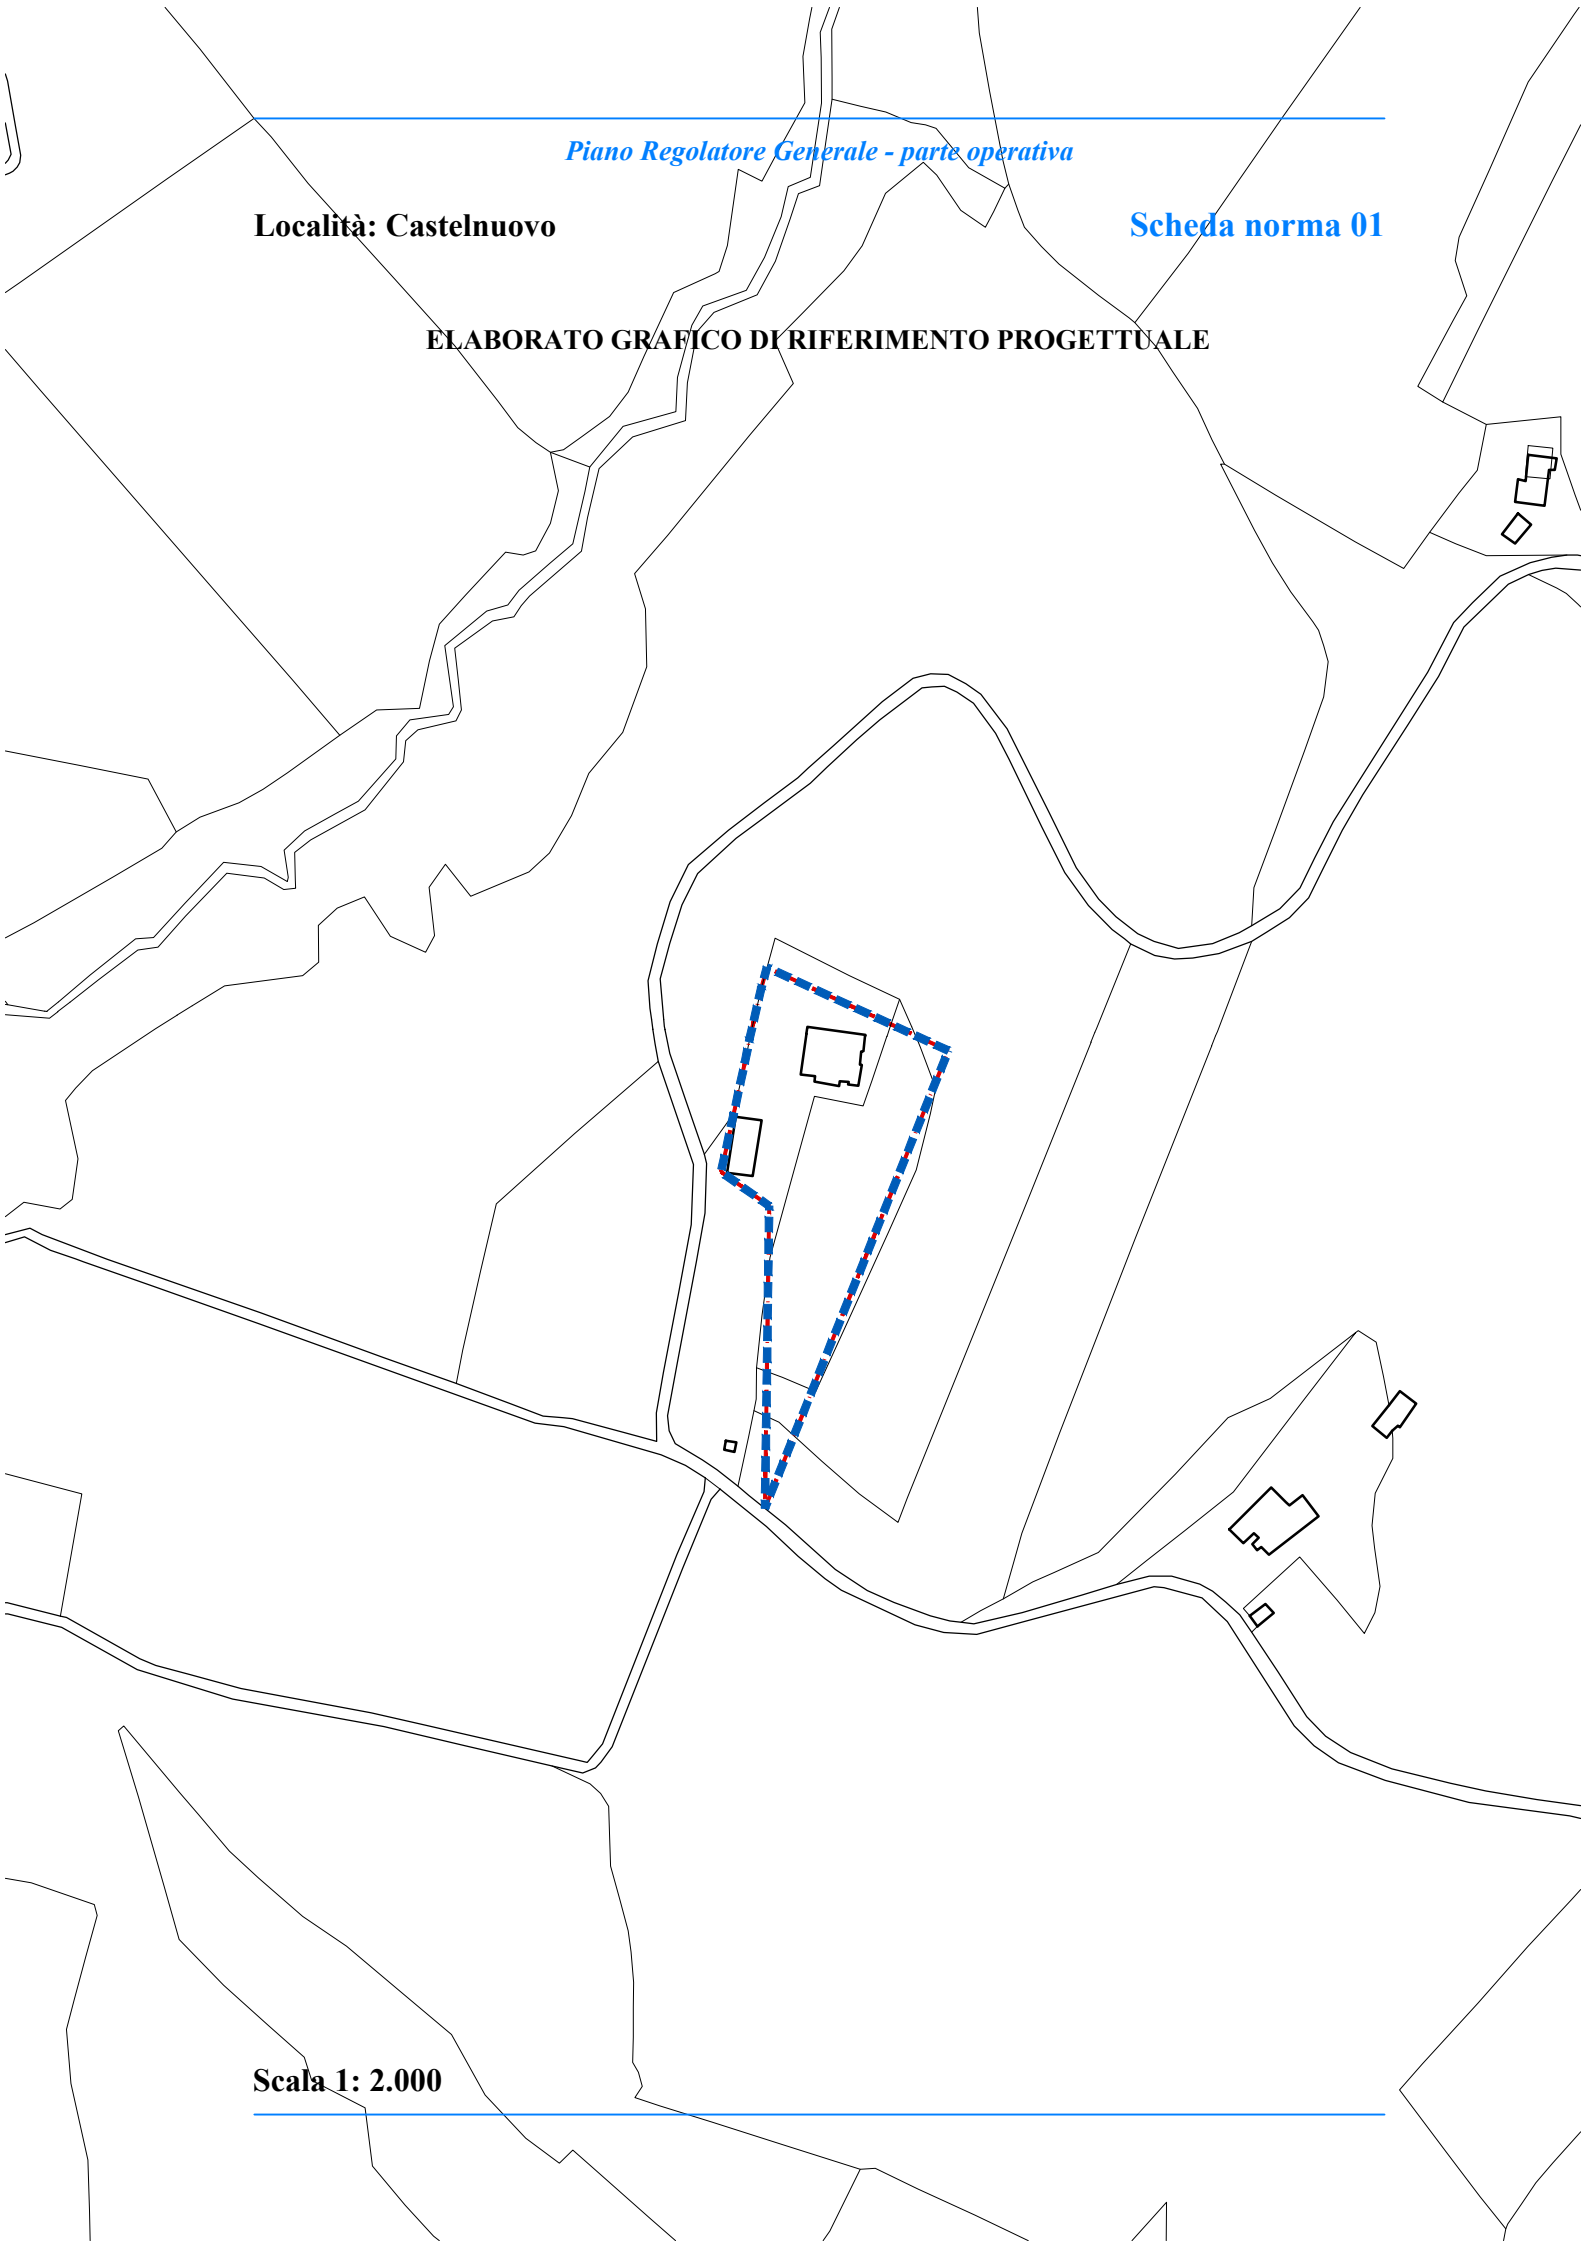 Piano Regolatore Generale - parte operativa
Località: Castelnuovo
Scheda norma 01
ELABORATO GRAFICO DI RIFERIMENTO PROGETTUALE
Scala 1: 2.000